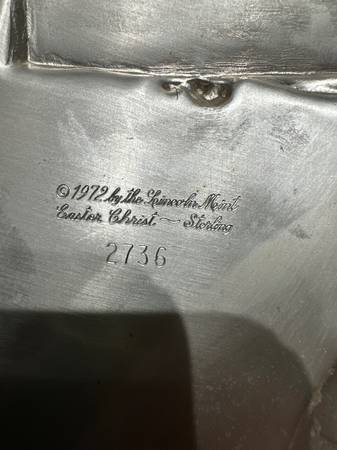 © 1972 by the Lincoln Mint
Easter Christ — Sterling
2736